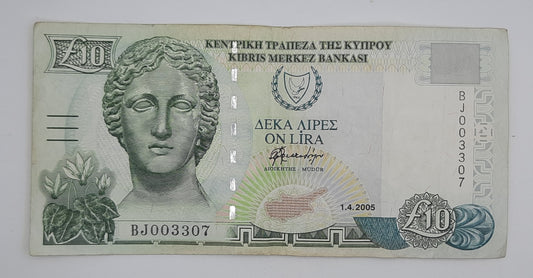 £10
ΚΕΝΤΡΙΚΗ ΤΡΑΠΕΖΑ ΤΗΣ ΚΥΠΡΟΥ
KIBRIS MERKEZ BANKASI
ΔΕΚΑ ΛΙΡΕΣ
ON LİRA
ΔΙΟΙΚΗΤΗΣ - MÜDÜR
1.4.2005
BJ003307
BJ003307
£10